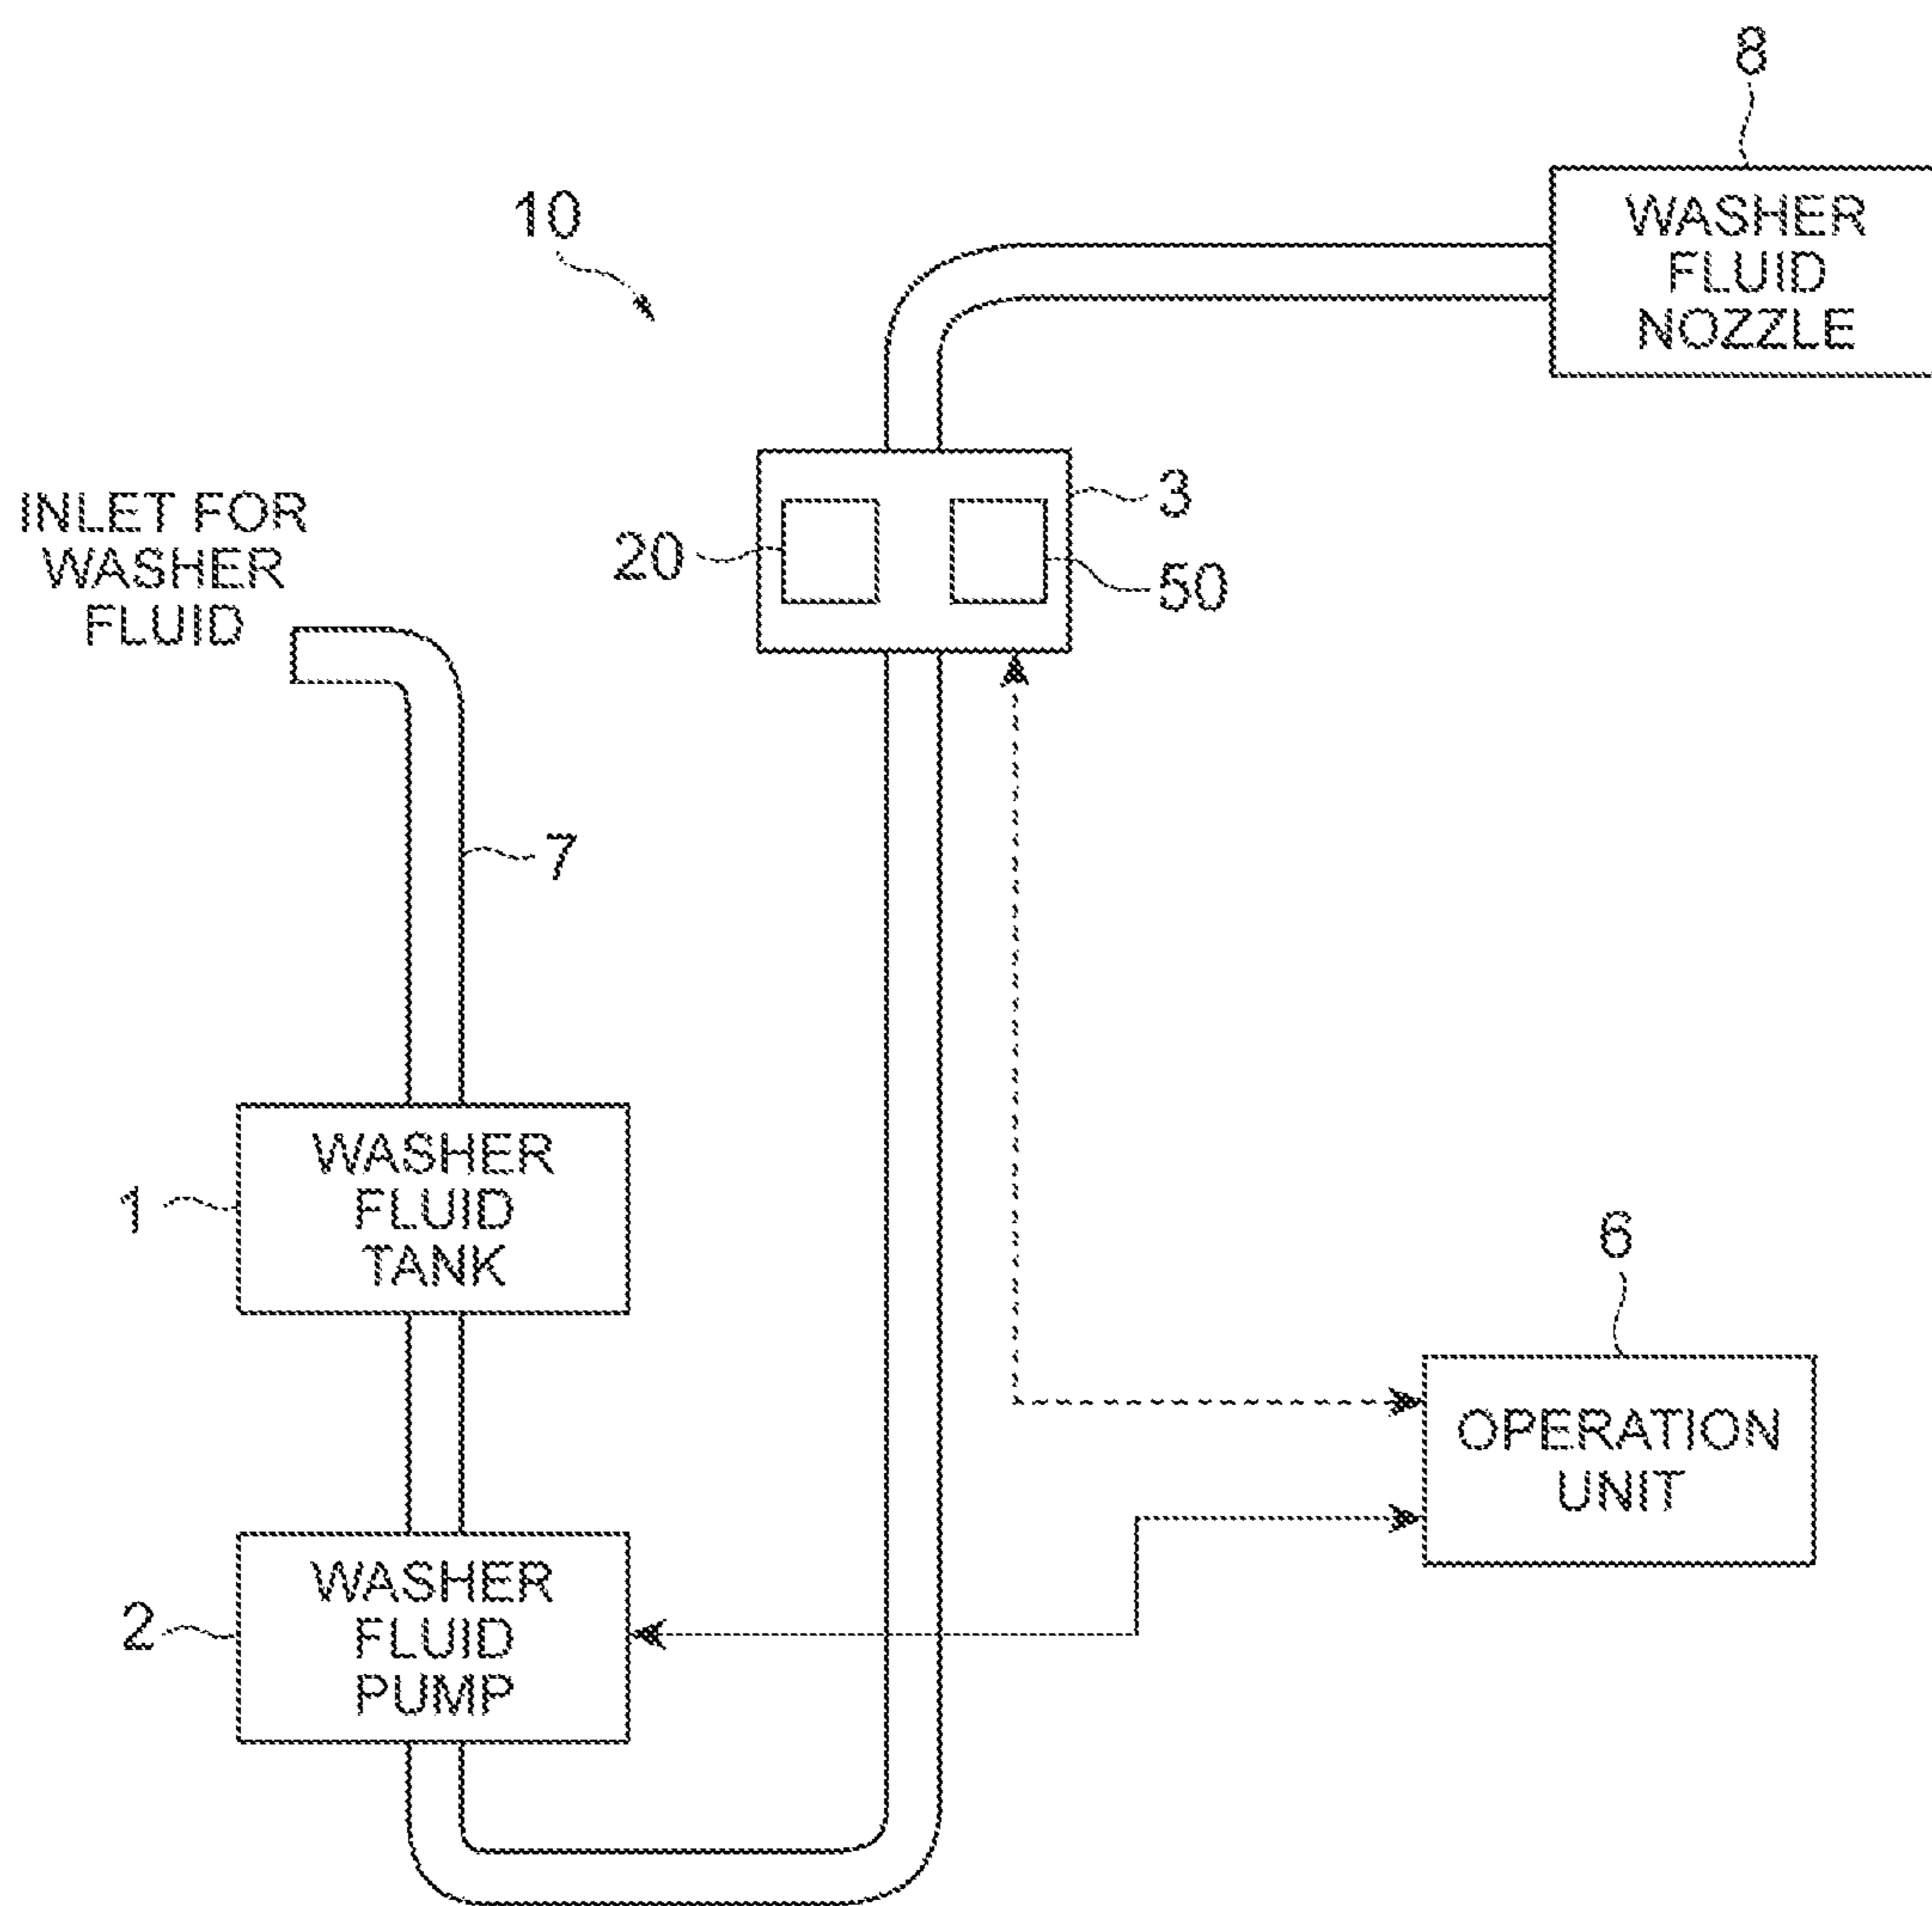 8
10
WASHER
FLUID
NOZZLE
3
INLET FOR
WASHER
FLUID
20
50
7
WASHER
FLUID
TANK
1
6
OPERATION
UNIT
WASHER
FLUID
PUMP
2